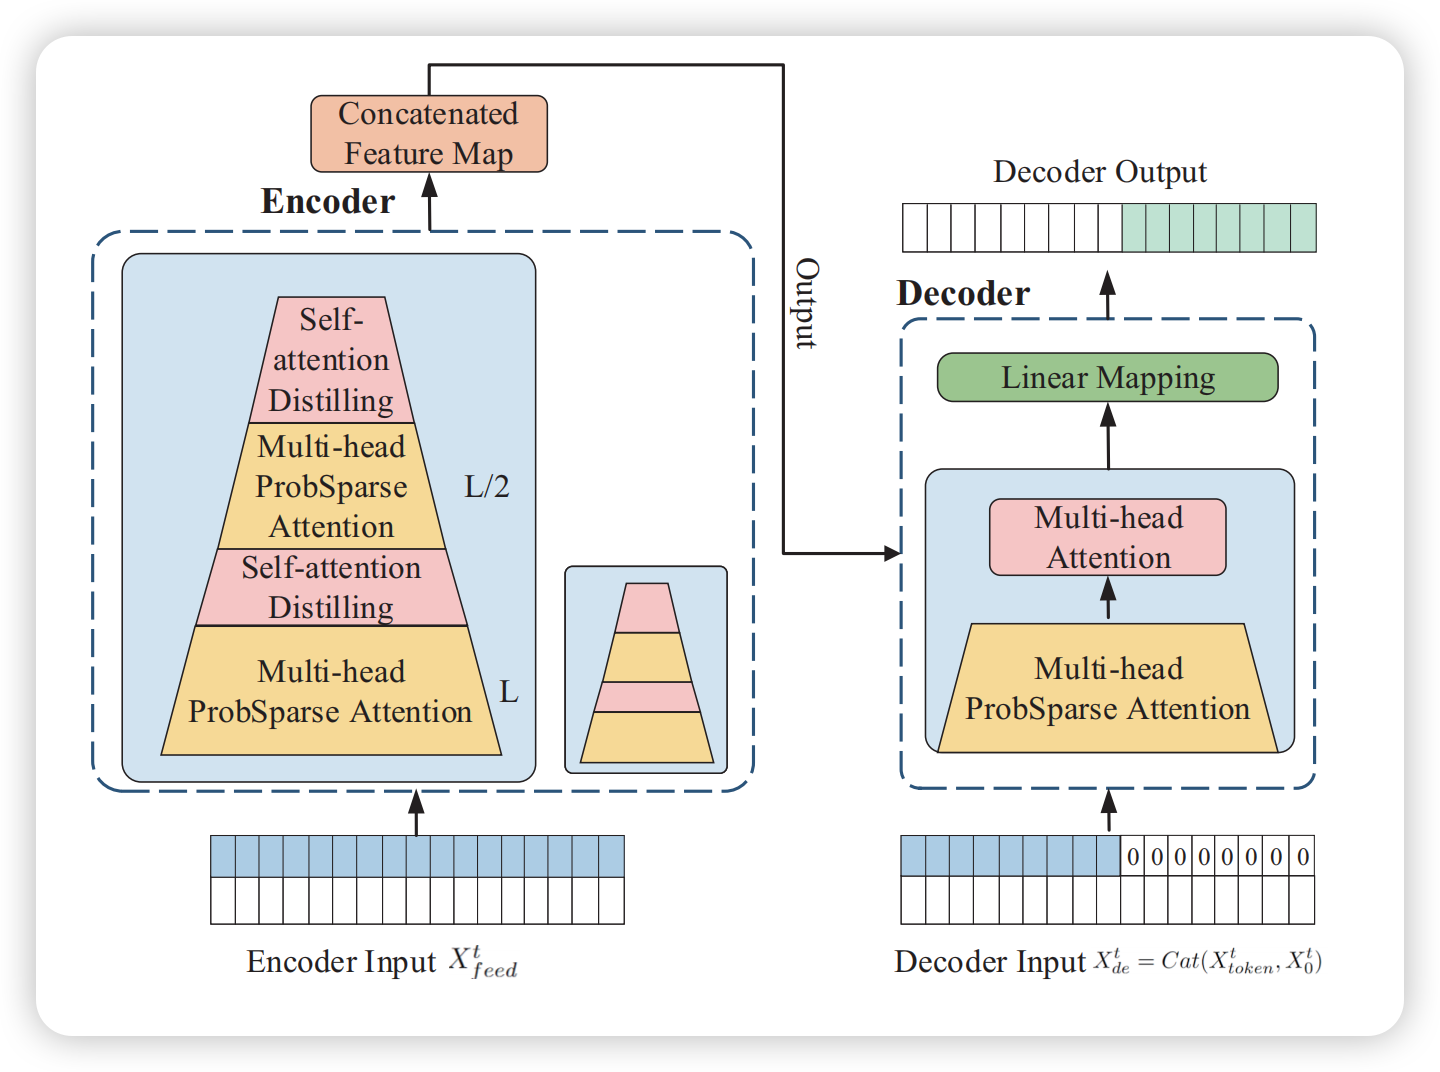 Concatenated
Feature Map
Encoder
Self-
attention
Distilling
Multi-head
ProbSparse
Attention
L/2
Self-attention
Distilling
Multi-head
ProbSparse Attention
L
Encoder Input X^t_{feed}
Output
Decoder Output
Decoder
Linear Mapping
Multi-head
Attention
Multi-head
ProbSparse Attention
0 0 0 0 0 0 0 0
Decoder Input X^t_{de} = Cat(X^t_{token}, X^t_0)